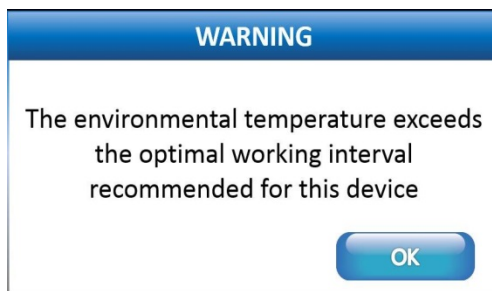 WARNING
The environmental temperature exceeds
the optimal working interval
recommended for this device
OK